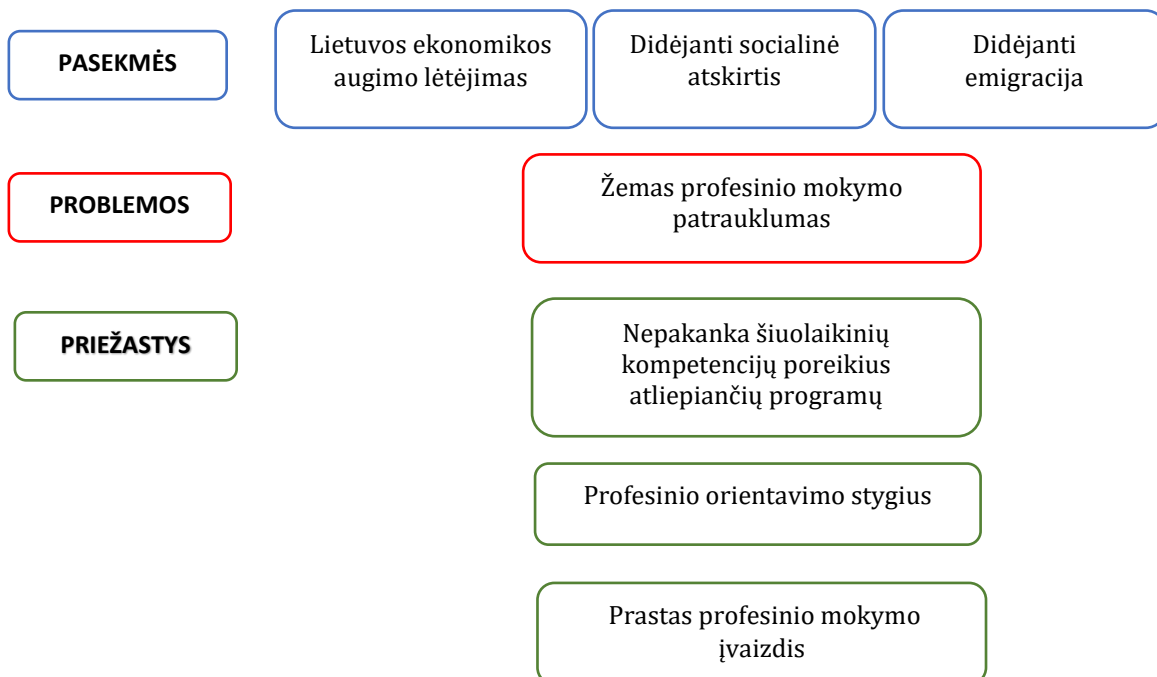 PASEKMĖS
Lietuvos ekonomikos
augimo lėtėjimas
Didėjanti socialinė
atskirtis
Didėjanti
emigracija
PROBLEMOS
Žemas profesinio mokymo
patrauklumas
PRIEŽASTYS
Nepakanka šiuolaikinių
kompetencijų poreikius
atliepiančių programų
Profesinio orientavimo stygius
Prastas profesinio mokymo
įvaizdis